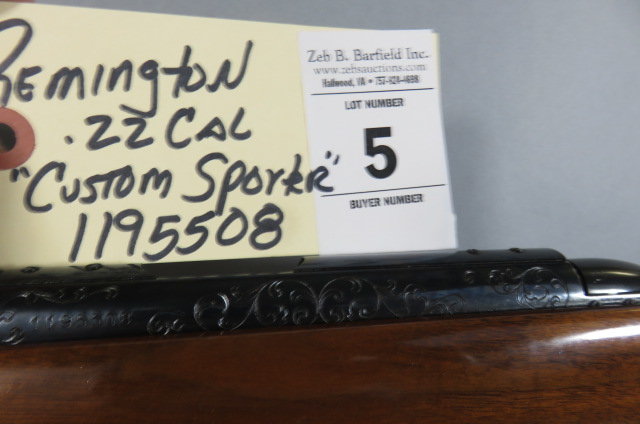 Remington
.22 CAL
"Custom Sporter"
1195508
Zeb B. Barfield Inc.
www.zebsauctions.com
Hallwood, VA • 757-824-4698
LOT NUMBER
5
BUYER NUMBER